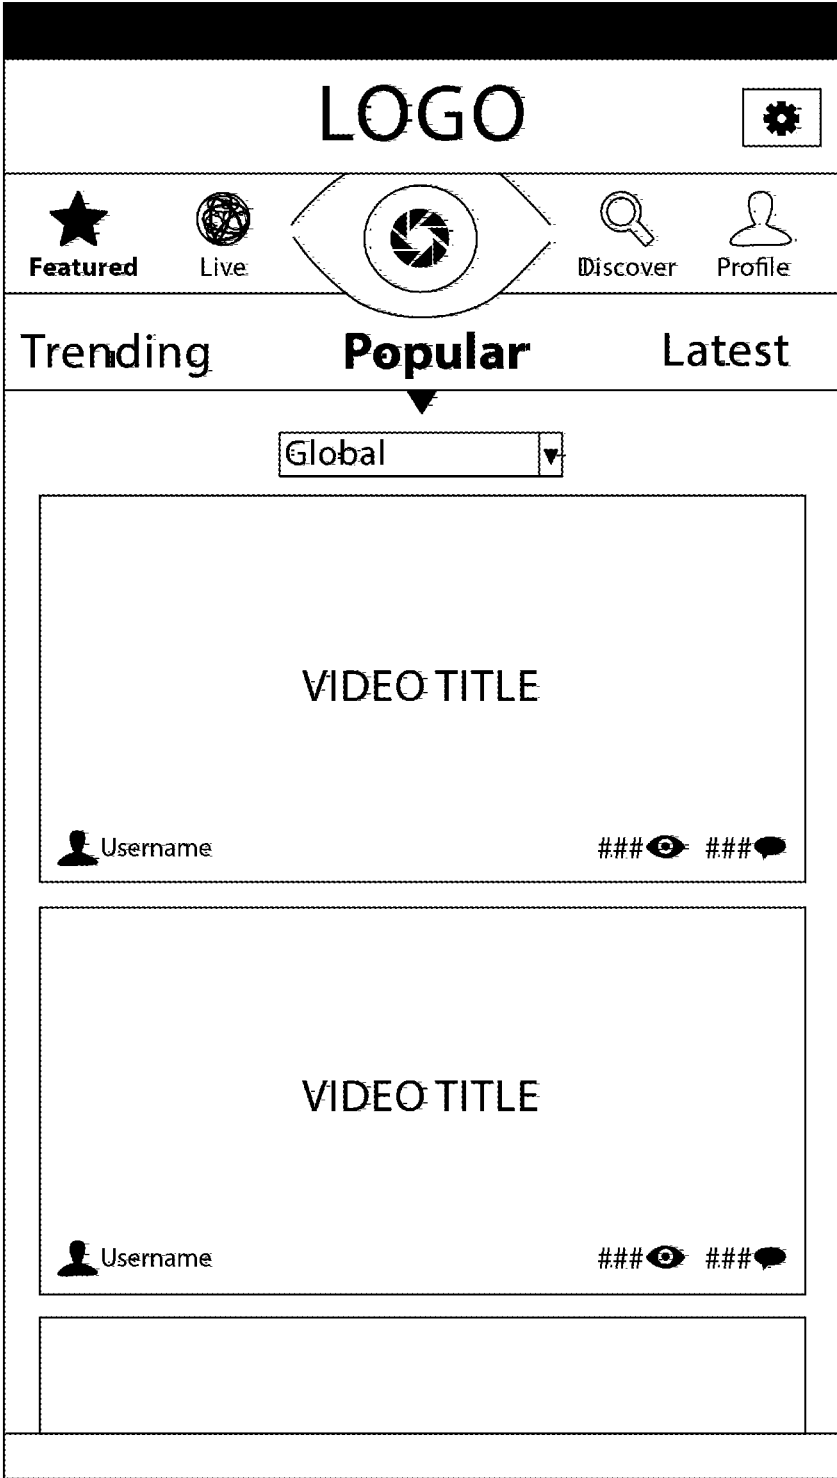 LOGO
Featured Live Discover Profile
Trending Popular Latest
Global
VIDEO TITLE
Username ### ###
VIDEO TITLE
Username ### ###